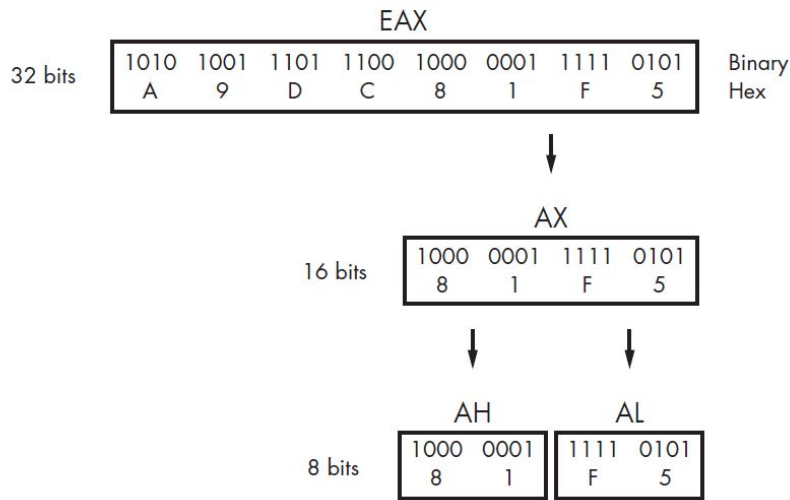 EAX
32 bits
1010 1001 1101 1100 1000 0001 1111 0101 Binary
A 9 D C 8 1 F 5 Hex
AX
16 bits
1000 0001 1111 0101
8 1 F 5
AH AL
8 bits
1000 0001 1111 0101
8 1 F 5